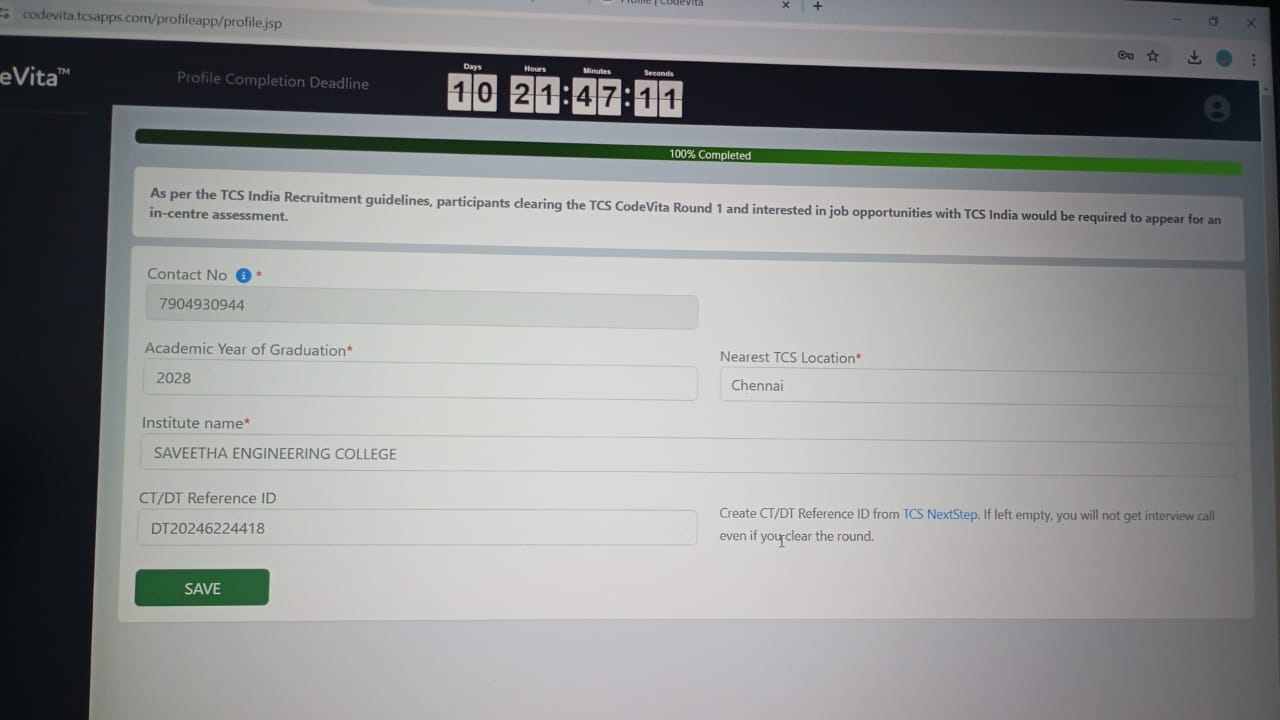 codevita.tcsapps.com/profileapp/profile.jsp
eVita™
Profile Completion Deadline
Days Hours Minutes Seconds
10 21:47:11
100% Completed
As per the TCS India Recruitment guidelines, participants clearing the TCS CodeVita Round 1 and interested in job opportunities with TCS India would be required to appear for an
in-centre assessment.
Contact No *
7904930944
Academic Year of Graduation*
2028
Nearest TCS Location*
Chennai
Institute name*
SAVEETHA ENGINEERING COLLEGE
CT/DT Reference ID
DT20246224418
Create CT/DT Reference ID from TCS NextStep. If left empty, you will not get interview call
even if you clear the round.
SAVE